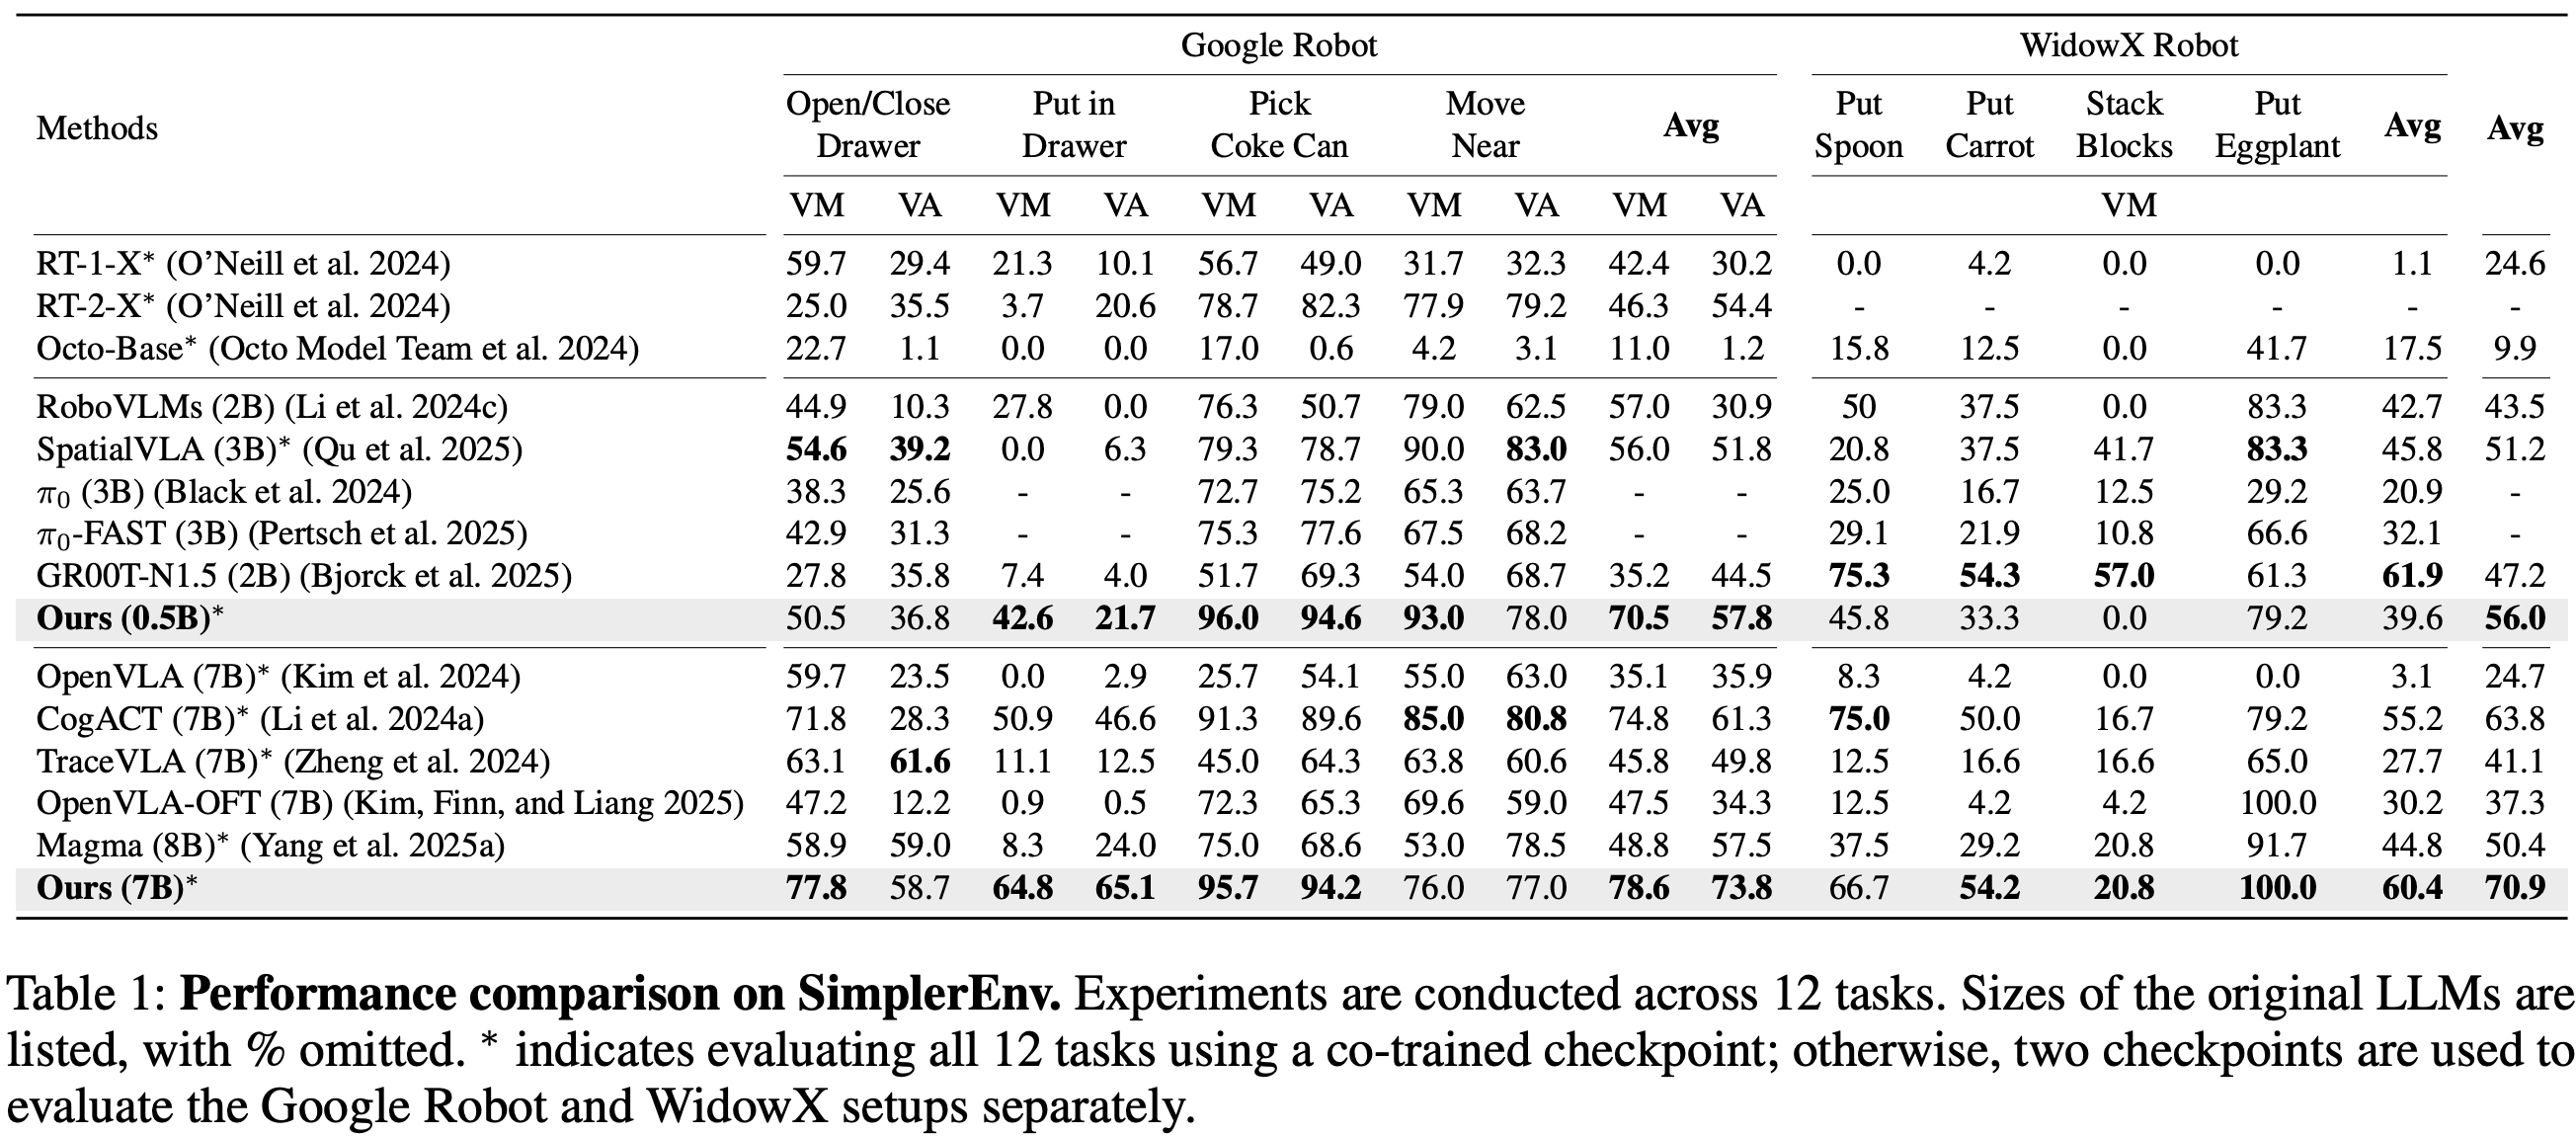 Google Robot WidowX Robot
Methods Open/Close Drawer Put in Drawer Pick Coke Can Move Near Avg Put Spoon Put Carrot Stack Blocks Put Eggplant Avg Avg
VM VA VM VA VM VA VM VA VM VA VM
RT-1-X* (O’Neill et al. 2024) 59.7 29.4 21.3 10.1 56.7 49.0 31.7 32.3 42.4 30.2 0.0 4.2 0.0 0.0 1.1 24.6
RT-2-X* (O’Neill et al. 2024) 25.0 35.5 3.7 20.6 78.7 82.3 77.9 79.2 46.3 54.4 - - - - - -
Octo-Base* (Octo Model Team et al. 2024) 22.7 1.1 0.0 0.0 17.0 0.6 4.2 3.1 11.0 1.2 15.8 12.5 0.0 41.7 17.5 9.9
RoboVLMs (2B) (Li et al. 2024c) 44.9 10.3 27.8 0.0 76.3 50.7 79.0 62.5 57.0 30.9 50 37.5 0.0 83.3 42.7 43.5
SpatialVLA (3B)* (Qu et al. 2025) 54.6 39.2 0.0 6.3 79.3 78.7 90.0 83.0 56.0 51.8 20.8 37.5 41.7 83.3 45.8 51.2
π₀ (3B) (Black et al. 2024) 38.3 25.6 - - 72.7 75.2 65.3 63.7 - - 25.0 16.7 12.5 29.2 20.9 -
π₀-FAST (3B) (Pertsch et al. 2025) 42.9 31.3 - - 75.3 77.6 67.5 68.2 - - 29.1 21.9 10.8 66.6 32.1 -
GR00T-N1.5 (2B) (Bjorck et al. 2025) 27.8 35.8 7.4 4.0 51.7 69.3 54.0 68.7 35.2 44.5 75.3 54.3 57.0 61.3 61.9 47.2
Ours (0.5B)* 50.5 36.8 42.6 21.7 96.0 94.6 93.0 78.0 70.5 57.8 45.8 33.3 0.0 79.2 39.6 56.0
OpenVLA (7B)* (Kim et al. 2024) 59.7 23.5 0.0 2.9 25.7 54.1 55.0 63.0 35.1 35.9 8.3 4.2 0.0 0.0 3.1 24.7
CogACT (7B)* (Li et al. 2024a) 71.8 28.3 50.9 46.6 91.3 89.6 85.0 80.8 74.8 61.3 75.0 50.0 16.7 79.2 55.2 63.8
TraceVLA (7B)* (Zheng et al. 2024) 63.1 61.6 11.1 12.5 45.0 64.3 63.8 60.6 45.8 49.8 12.5 16.6 16.6 65.0 27.7 41.1
OpenVLA-OFT (7B) (Kim, Finn, and Liang 2025) 47.2 12.2 0.9 0.5 72.3 65.3 69.6 59.0 47.5 34.3 12.5 4.2 4.2 100.0 30.2 37.3
Magma (8B)* (Yang et al. 2025a) 58.9 59.0 8.3 24.0 75.0 68.6 53.0 78.5 48.8 57.5 37.5 29.2 20.8 91.7 44.8 50.4
Ours (7B)* 77.8 58.7 64.8 65.1 95.7 94.2 76.0 77.0 78.6 73.8 66.7 54.2 20.8 100.0 60.4 70.9
Table 1: Performance comparison on SimplerEnv. Experiments are conducted across 12 tasks. Sizes of the original LLMs are
listed, with % omitted. * indicates evaluating all 12 tasks using a co-trained checkpoint; otherwise, two checkpoints are used to
evaluate the Google Robot and WidowX setups separately.